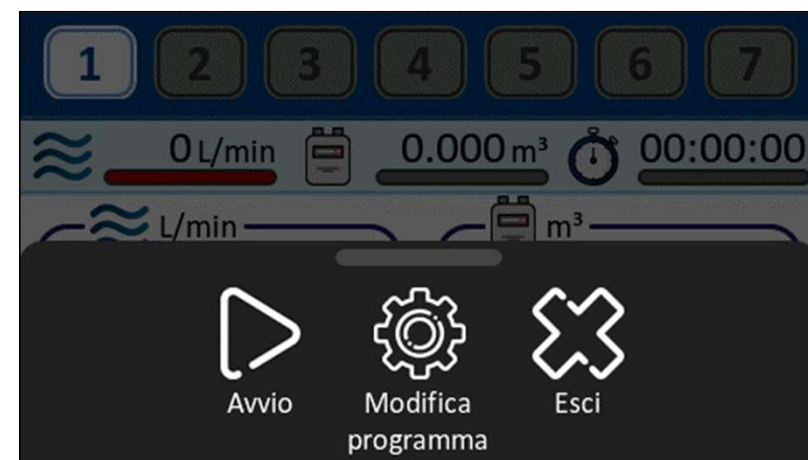 1 2 3 4 5 6 7
0 L/min 0.000 m³ 00:00:00
L/min m³
Avvio Modifica programma Esci